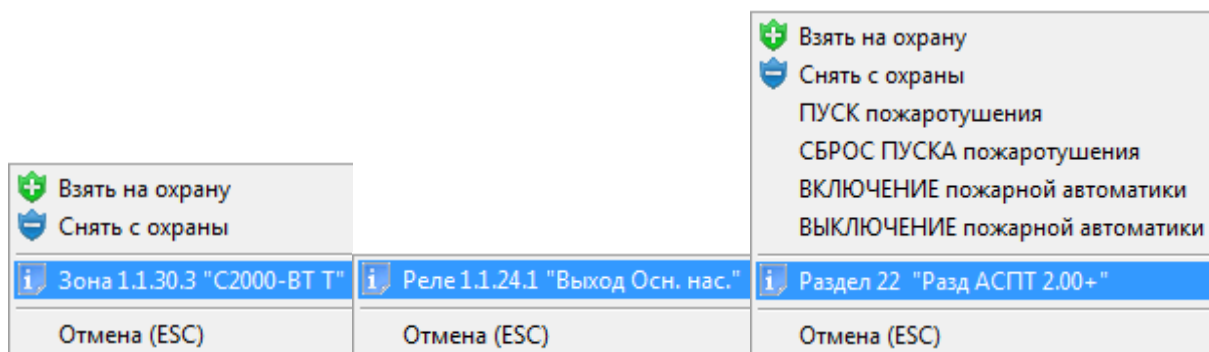 Взять на охрану
Снять с охраны
Зона 1.1.30.3 "С2000-ВТ Т"
Отмена (ESC)
Реле 1.1.24.1 "Выход Осн. нас."
Отмена (ESC)
Взять на охрану
Снять с охраны
ПУСК пожаротушения
СБРОС ПУСКА пожаротушения
ВКЛЮЧЕНИЕ пожарной автоматики
ВЫКЛЮЧЕНИЕ пожарной автоматики
Раздел 22 "Разд АСПТ 2.00+"
Отмена (ESC)